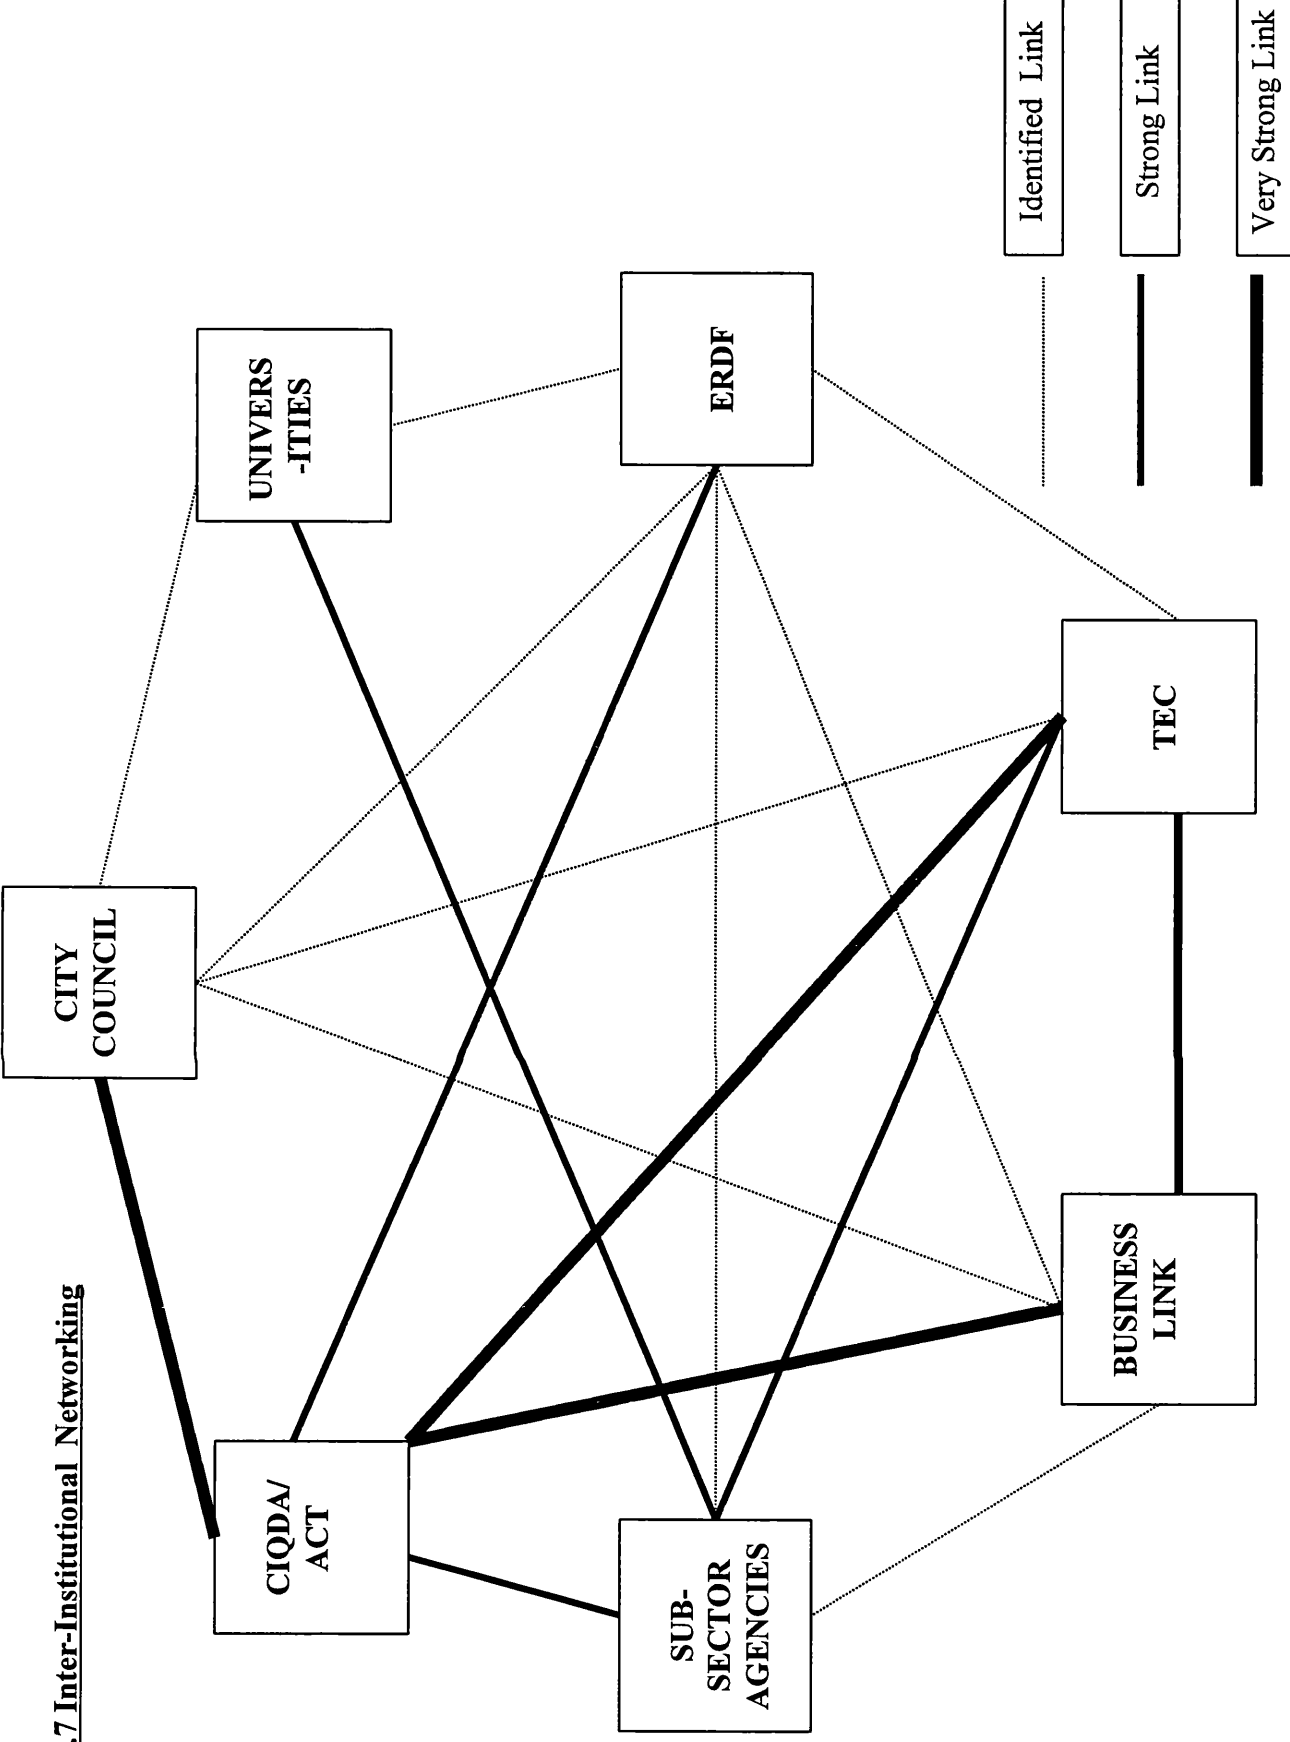 .7 Inter-Institutional Networking
CITY
COUNCIL
CIQDA/
ACT
UNIVERS
-ITIES
SUB-
SECTOR
AGENCIES
ERDF
BUSINESS
LINK
TEC
Identified Link
Strong Link
Very Strong Link